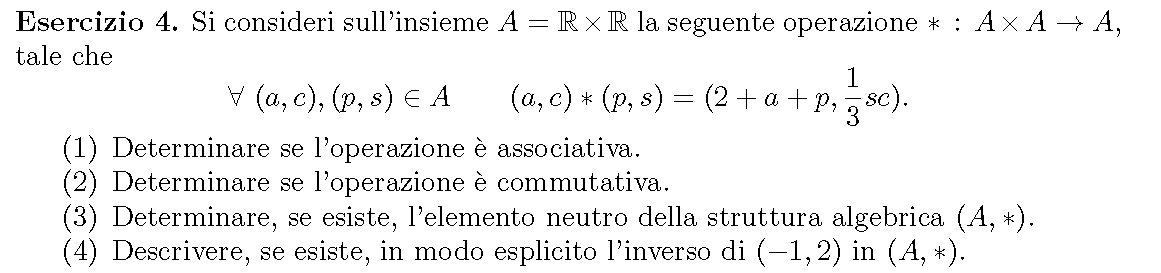 Esercizio 4. Si consideri sull'insieme A = ℝ × ℝ la seguente operazione ∗ : A × A → A,
tale che
∀ (a, c), (p, s) ∈ A (a, c) ∗ (p, s) = (2 + a + p, 1/3 sc).
(1) Determinare se l'operazione è associativa.
(2) Determinare se l'operazione è commutativa.
(3) Determinare, se esiste, l'elemento neutro della struttura algebrica (A, ∗).
(4) Descrivere, se esiste, in modo esplicito l'inverso di (−1, 2) in (A, ∗).